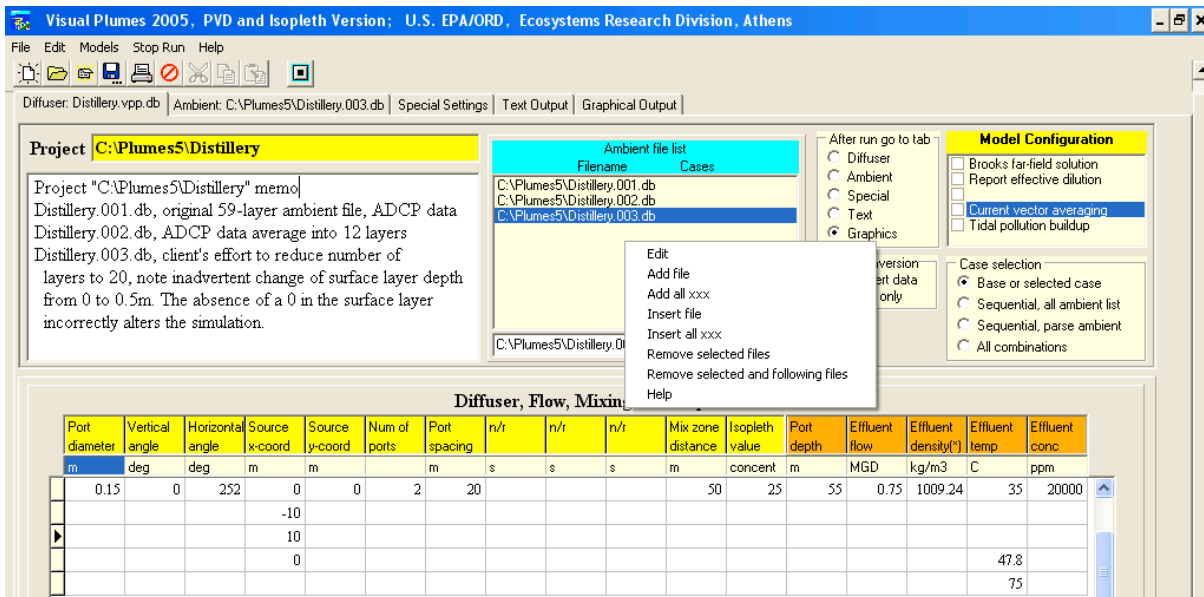 Visual Plumes 2005, PVD and Isopleth Version; U.S. EPA/ORD, Ecosystems Research Division, Athens
File Edit Models Stop Run Help
Diffuser: Distillery.vpp.db Ambient: C:\Plumes5\Distillery.003.db Special Settings Text Output Graphical Output
Project C:\Plumes5\Distillery
Project "C:\Plumes5\Distillery" memo
Distillery.001.db, original 59-layer ambient file, ADCP data
Distillery.002.db, ADCP data average into 12 layers
Distillery.003.db, client's effort to reduce number of
layers to 20, note inadvertent change of surface layer depth
from 0 to 0.5m. The absence of a 0 in the surface layer
incorrectly alters the simulation.
Ambient file list
Filename Cases
C:\Plumes5\Distillery.001.db
C:\Plumes5\Distillery.002.db
C:\Plumes5\Distillery.003.db
C:\Plumes5\Distillery.0
Edit
Add file
Add all xxx
Insert file
Insert all xxx
Remove selected files
Remove selected and following files
Help
After run go to tab
Diffuser
Ambient
Special
Text
Graphics
version
ert data
only
Model Configuration
Brooks far-field solution
Report effective dilution
Current vector averaging
Tidal pollution buildup
Case selection
Base or selected case
Sequential, all ambient list
Sequential, parse ambient
All combinations
Diffuser, Flow, Mixing
Port diameter Vertical angle Horizontal angle Source x-coord Source y-coord Num of ports Port spacing n/r n/r n/r Mix zone distance Isopleth value Port depth Effluent flow Effluent density(*) Effluent temp Effluent conc
m deg deg m m m s s s m concent m MGD kg/m3 C ppm
0.15 0 252 0 0 2 20 50 25 55 0.75 1009.24 35 20000
-10
10
0 47.8
75